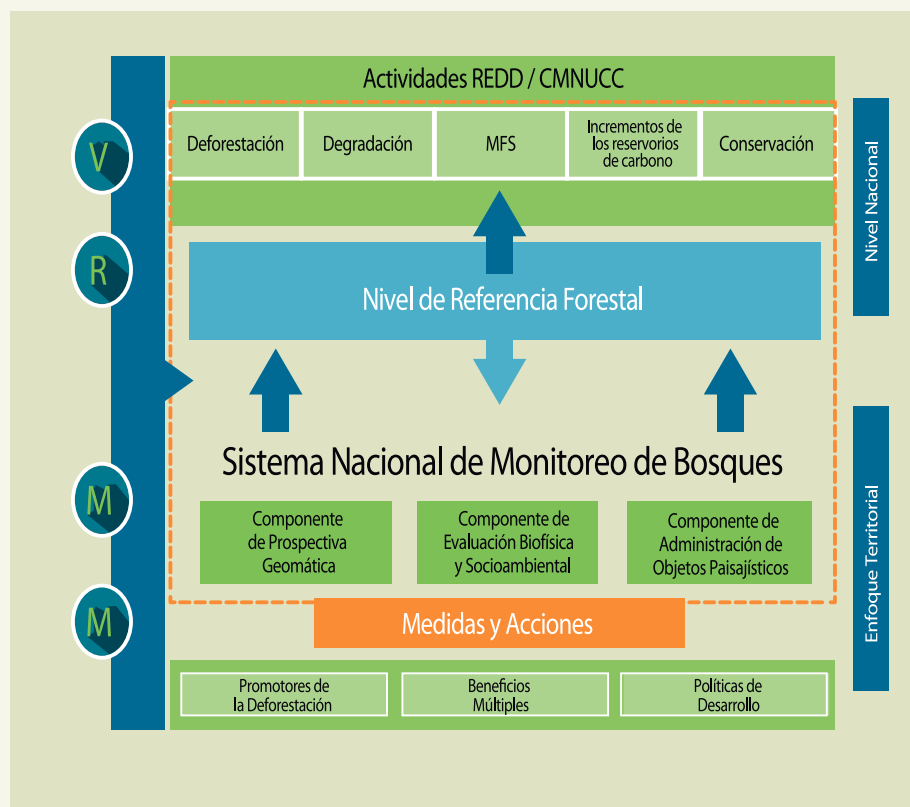 Actividades REDD / CMNUCC
V
Deforestación
Degradación
MFS
Incrementos de
los reservorios
de carbono
Conservación
Nivel Nacional
R
Nivel de Referencia Forestal
Sistema Nacional de Monitoreo de Bosques
M
Componente
de Prospectiva
Geomática
Componente de
Evaluación Biofísica
y Socioambiental
Componente de
Administración de
Objetos Paisajísticos
Enfoque Territorial
M
Medidas y Acciones
Promotores de
la Deforestación
Beneficios
Múltiples
Políticas de
Desarrollo